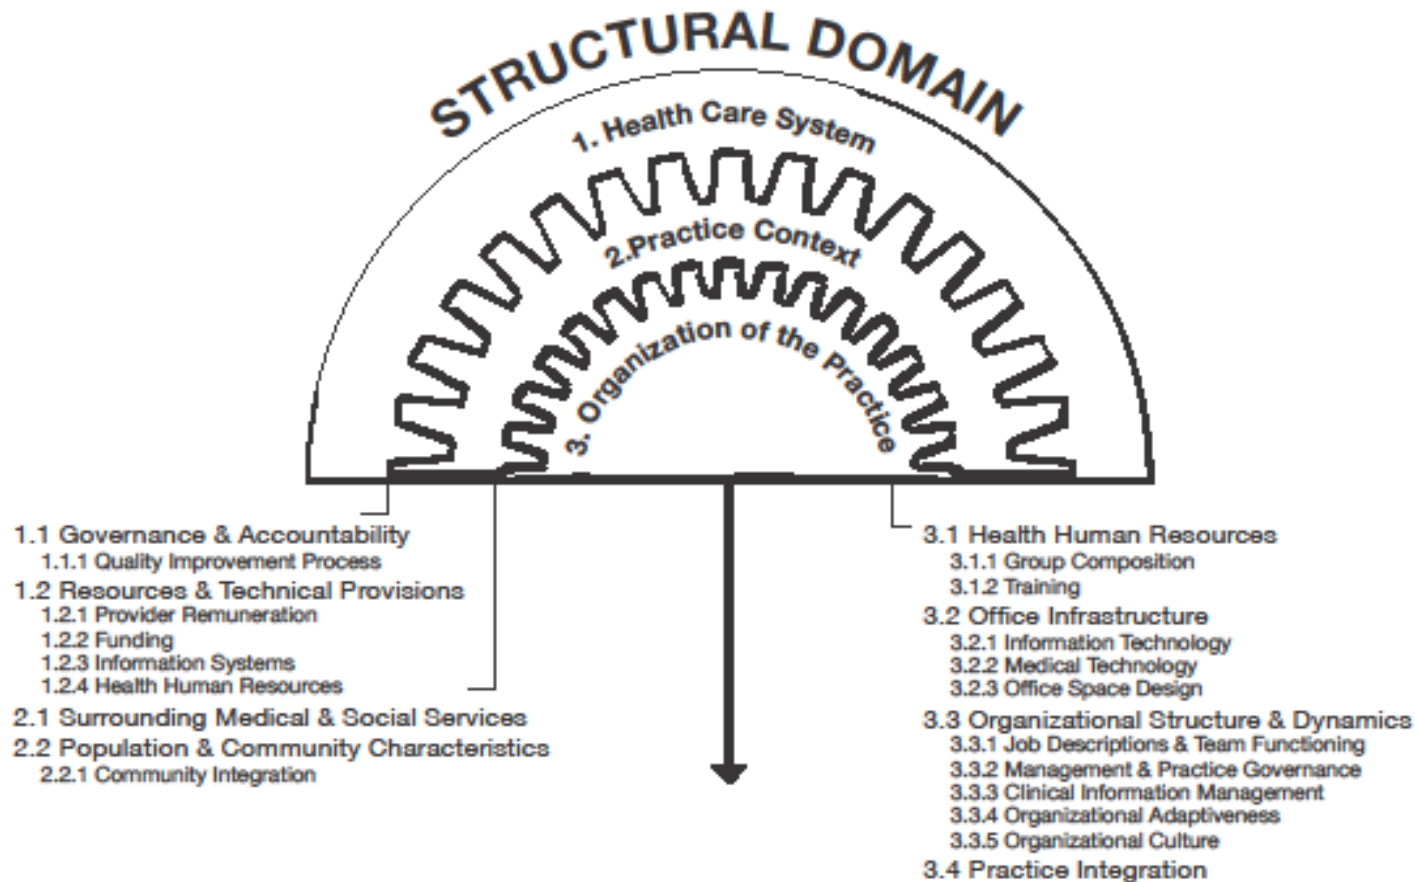 STRUCTURAL DOMAIN
1. Health Care System
2.Practice Context
3. Organization of the Practice
1.1 Governance & Accountability
1.1.1 Quality Improvement Process
1.2 Resources & Technical Provisions
1.2.1 Provider Remuneration
1.2.2 Funding
1.2.3 Information Systems
1.2.4 Health Human Resources
2.1 Surrounding Medical & Social Services
2.2 Population & Community Characteristics
2.2.1 Community Integration
3.1 Health Human Resources
3.1.1 Group Composition
3.1.2 Training
3.2 Office Infrastructure
3.2.1 Information Technology
3.2.2 Medical Technology
3.2.3 Office Space Design
3.3 Organizational Structure & Dynamics
3.3.1 Job Descriptions & Team Functioning
3.3.2 Management & Practice Governance
3.3.3 Clinical Information Management
3.3.4 Organizational Adaptiveness
3.3.5 Organizational Culture
3.4 Practice Integration